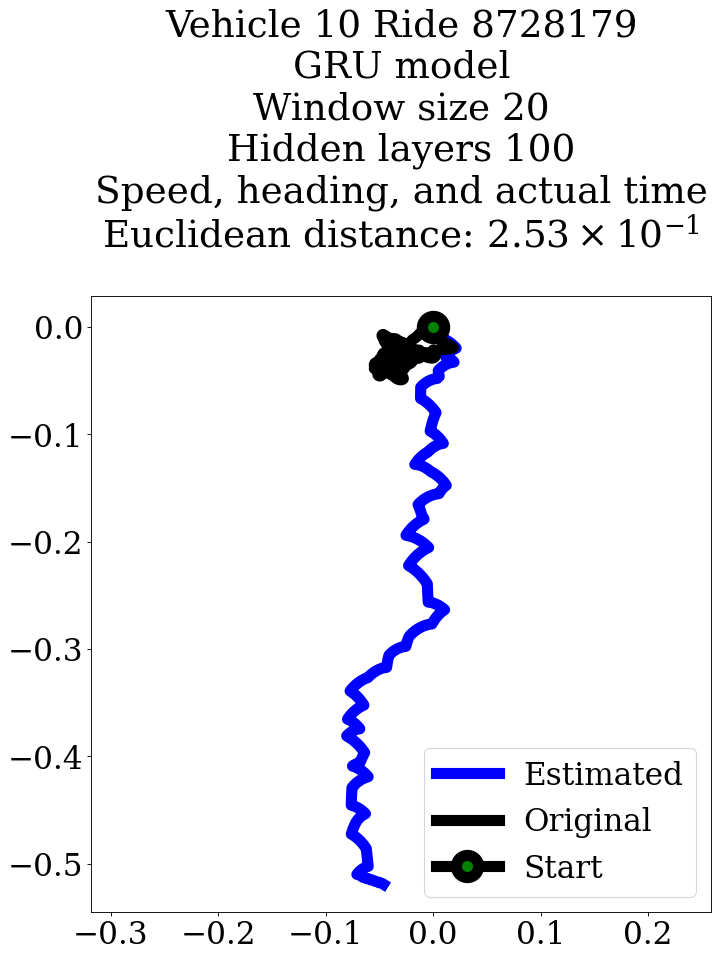 Vehicle 10 Ride 8728179
GRU model
Window size 20
Hidden layers 100
Speed, heading, and actual time
Euclidean distance: 2.53 × 10⁻¹
0.0
−0.1
−0.2
−0.3
−0.4
−0.5
Estimated
Original
Start
−0.3 −0.2 −0.1 0.0 0.1 0.2